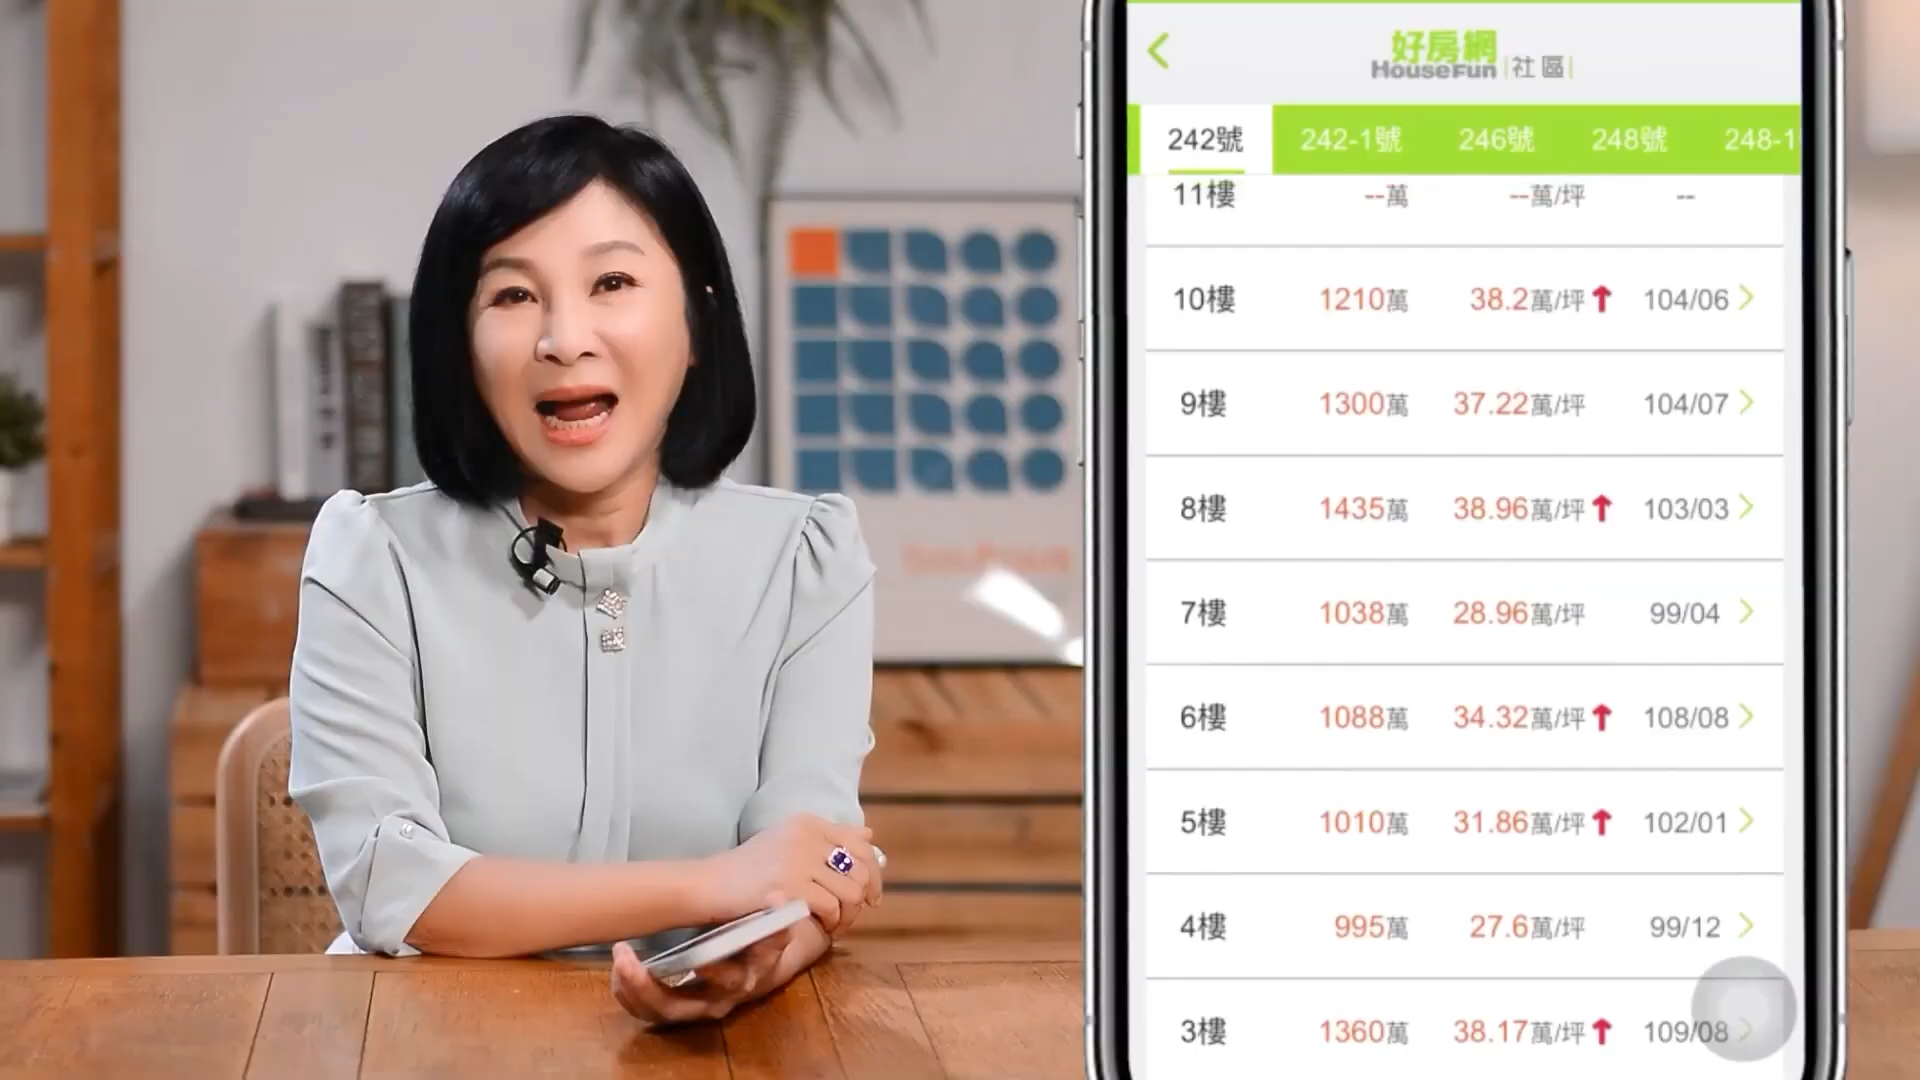 好房網
HouseFun 社區
242號 242-1號 246號 248號 248-1
11樓 --萬 --萬/坪 --
10樓 1210萬 38.2萬/坪 104/06
9樓 1300萬 37.22萬/坪 104/07
8樓 1435萬 38.96萬/坪 103/03
7樓 1038萬 28.96萬/坪 99/04
6樓 1088萬 34.32萬/坪 108/08
5樓 1010萬 31.86萬/坪 102/01
4樓 995萬 27.6萬/坪 99/12
3樓 1360萬 38.17萬/坪 109/08